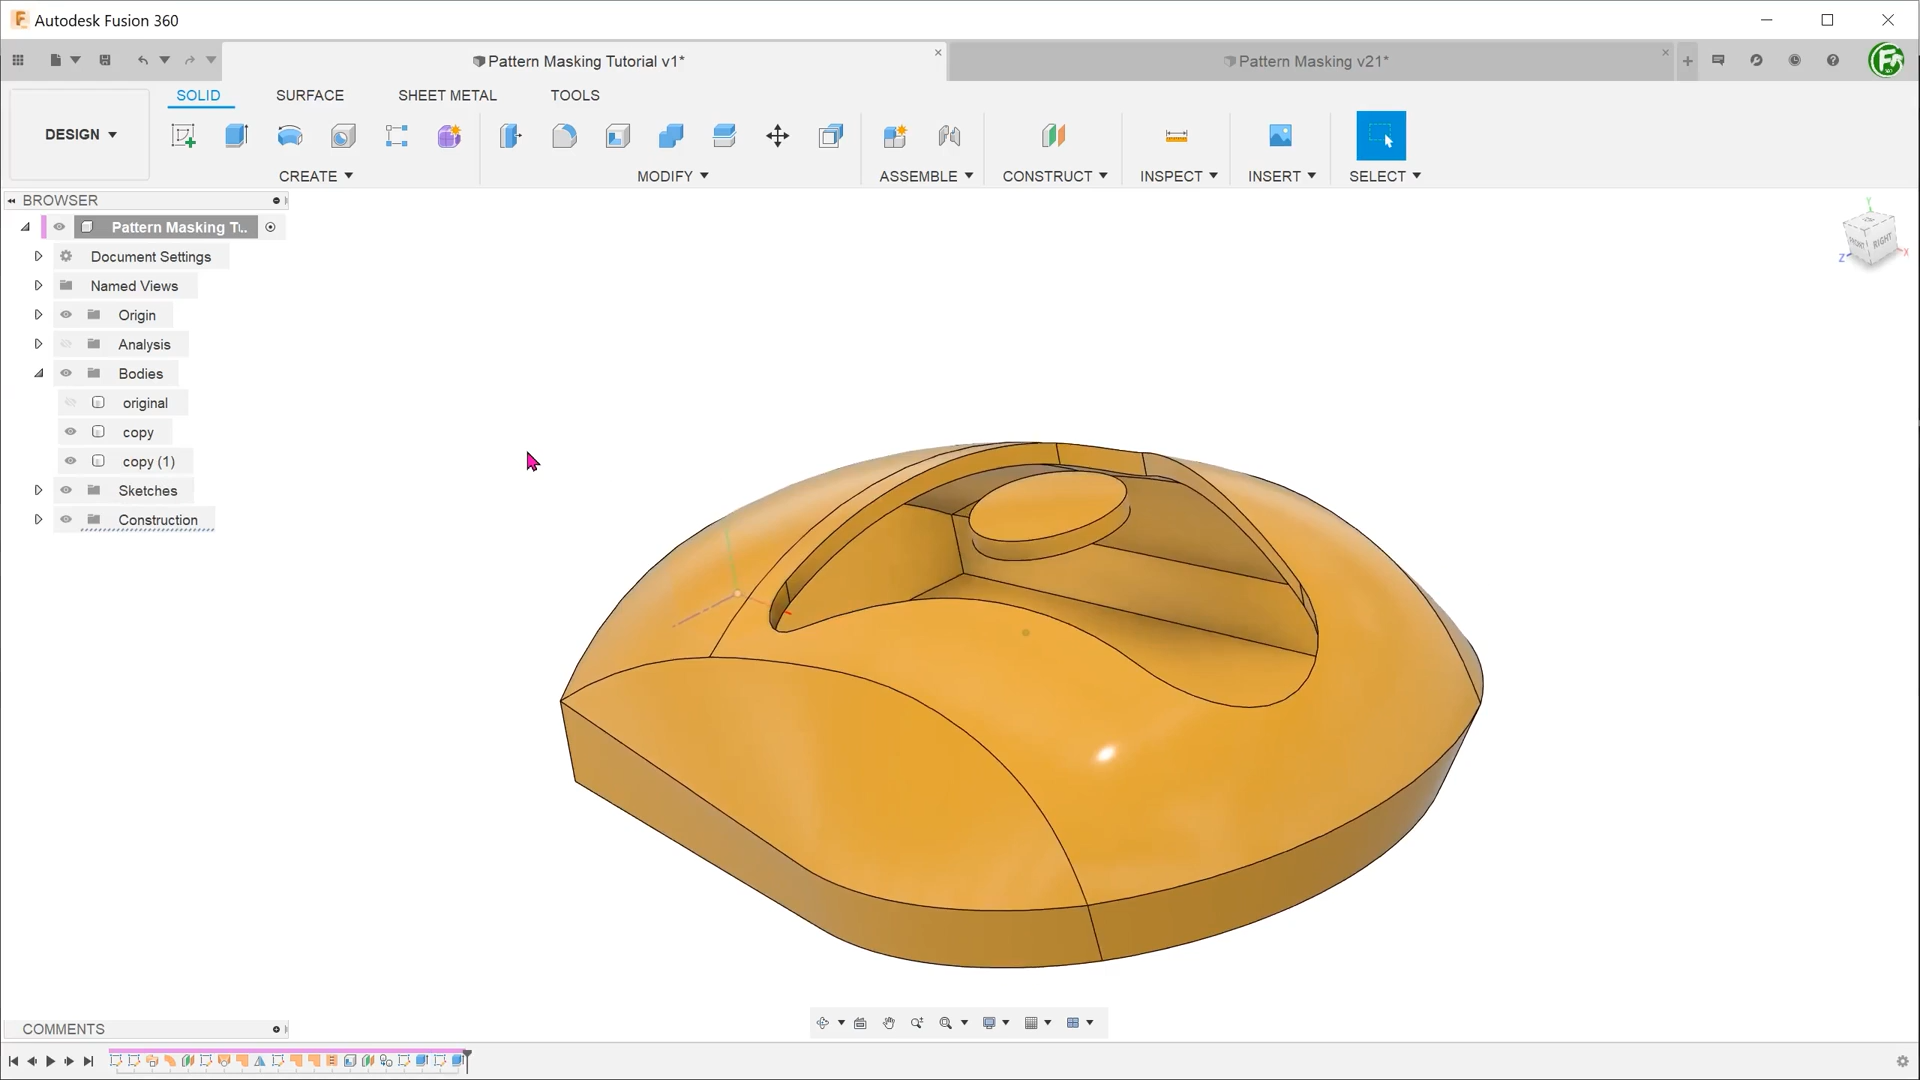 Autodesk Fusion 360
Pattern Masking Tutorial v1*
Pattern Masking v21*
SOLID SURFACE SHEET METAL TOOLS
DESIGN
CREATE MODIFY ASSEMBLE CONSTRUCT INSPECT INSERT SELECT
BROWSER
Pattern Masking T...
Document Settings
Named Views
Origin
Analysis
Bodies
original
copy
copy (1)
Sketches
Construction
Y
FRONT RIGHT
Z X
COMMENTS